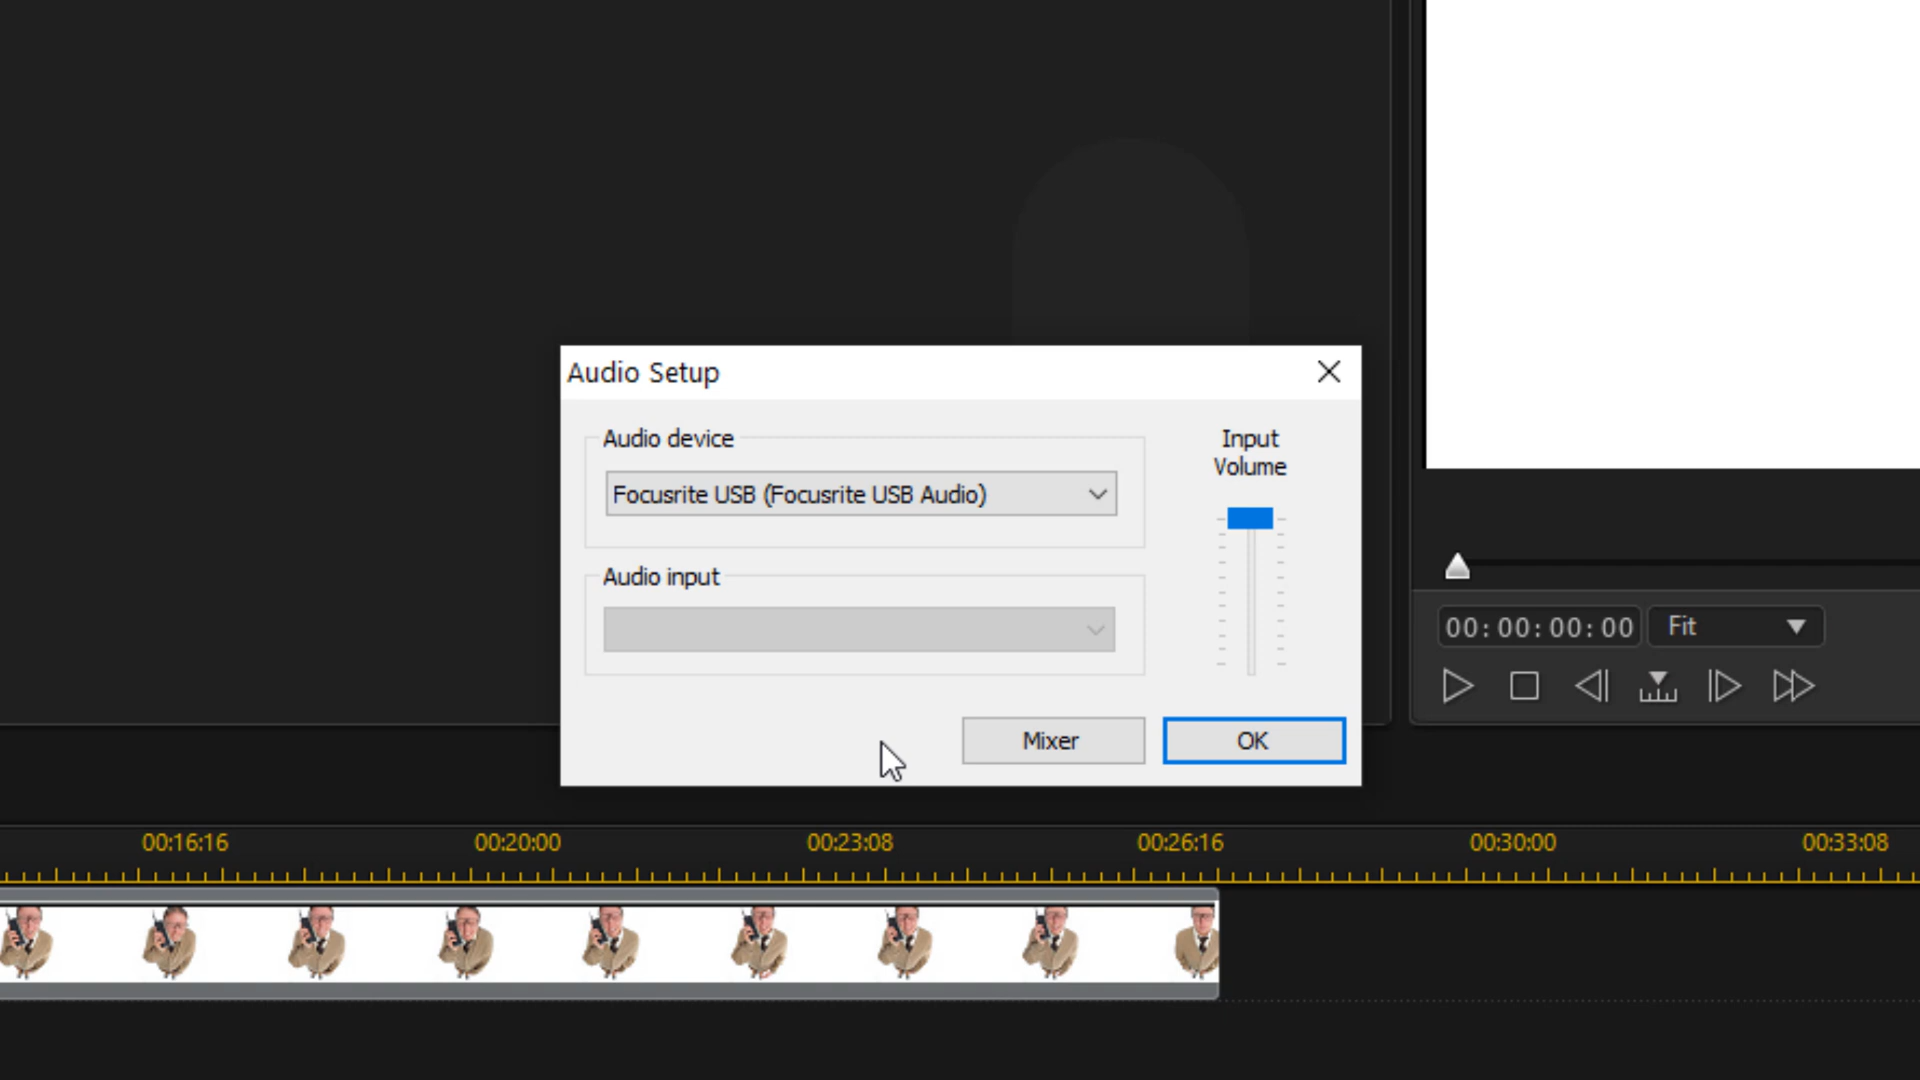 Audio Setup
Audio device
Focusrite USB (Focusrite USB Audio)
Input
Volume
Audio input
Mixer
OK
00:00:00:00
Fit
00:16:16
00:20:00
00:23:08
00:26:16
00:30:00
00:33:08